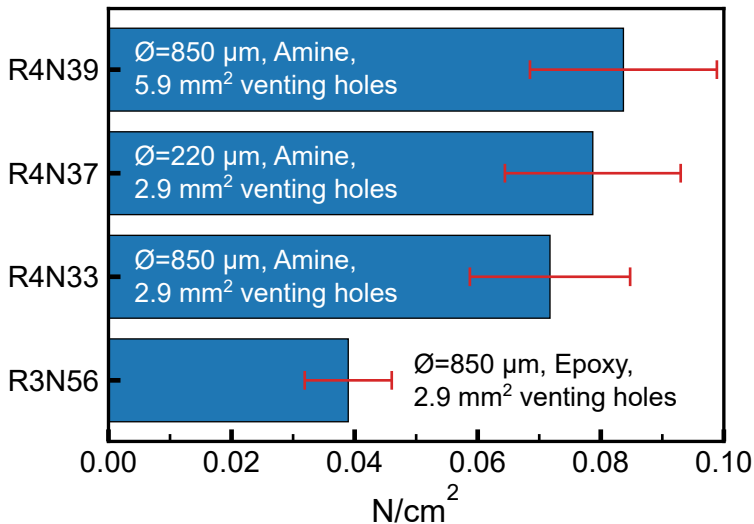 R4N39
Ø=850 µm, Amine,
5.9 mm² venting holes
R4N37
Ø=220 µm, Amine,
2.9 mm² venting holes
R4N33
Ø=850 µm, Amine,
2.9 mm² venting holes
R3N56
Ø=850 µm, Epoxy,
2.9 mm² venting holes
0.00 0.02 0.04 0.06 0.08 0.10
N/cm²